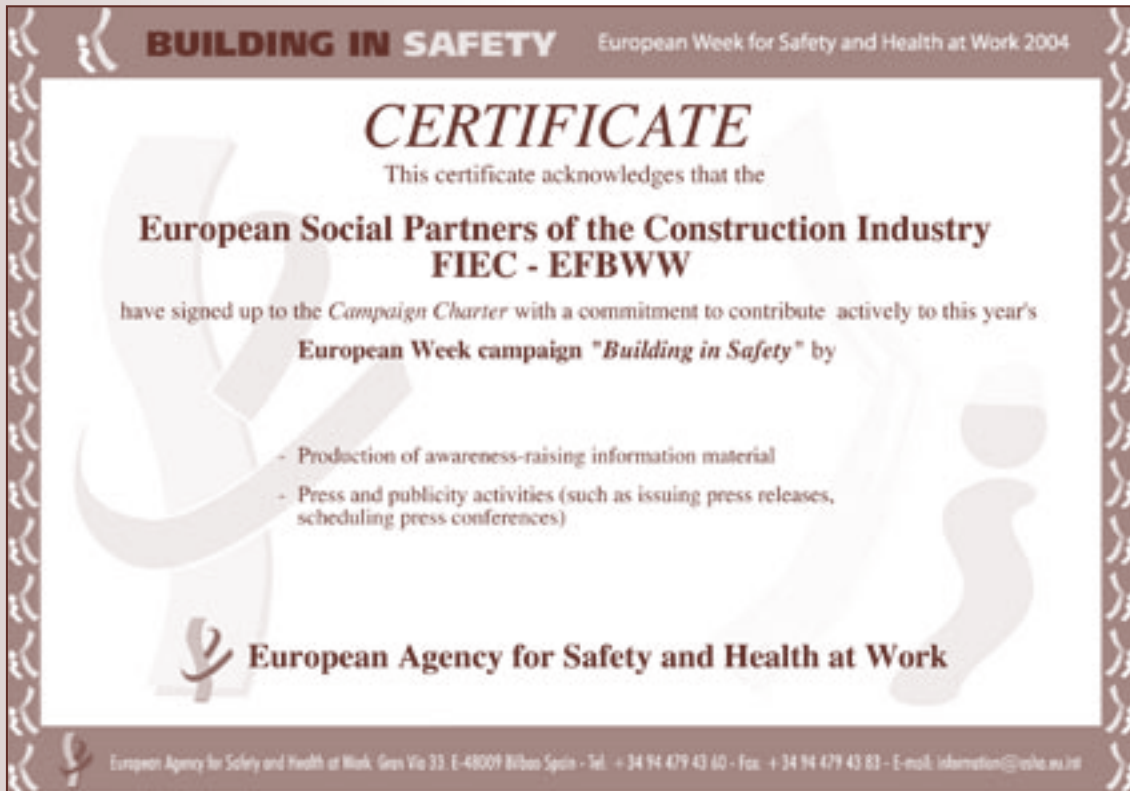 BUILDING IN SAFETY European Week for Safety and Health at Work 2004
CERTIFICATE
This certificate acknowledges that the
European Social Partners of the Construction Industry
FIEC - EFBWW
have signed up to the Campaign Charter with a commitment to contribute actively to this year's
European Week campaign "Building in Safety" by
- Production of awareness-raising information material
- Press and publicity activities (such as issuing press releases,
scheduling press conferences)
European Agency for Safety and Health at Work
European Agency for Safety and Health at Work: Gran Via 33. E-48009 Bilbao Spain - Tel: + 34 94 479 43 60 - Fax: + 34 94 479 43 83 - E-mail: information@osha.eu.int